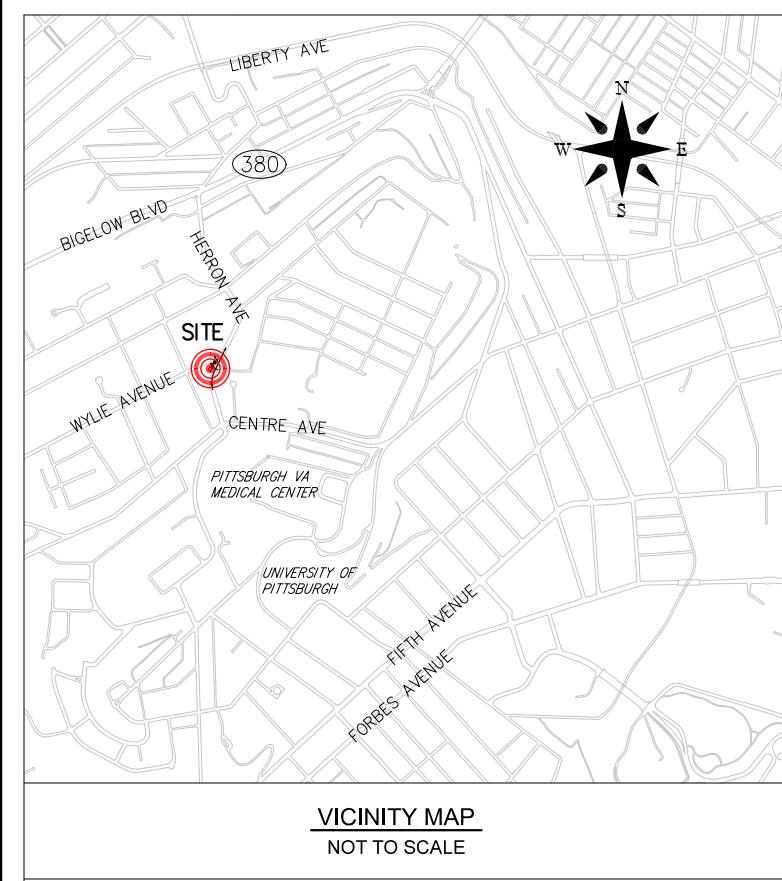 LIBERTY AVE
N
W
E
S
380
BIGELOW BLVD
HERRON AVE
SITE
WYLIE AVENUE
CENTRE AVE
PITTSBURGH VA
MEDICAL CENTER
UNIVERSITY OF
PITTSBURGH
FIFTH AVENUE
FORBES AVENUE
VICINITY MAP
NOT TO SCALE